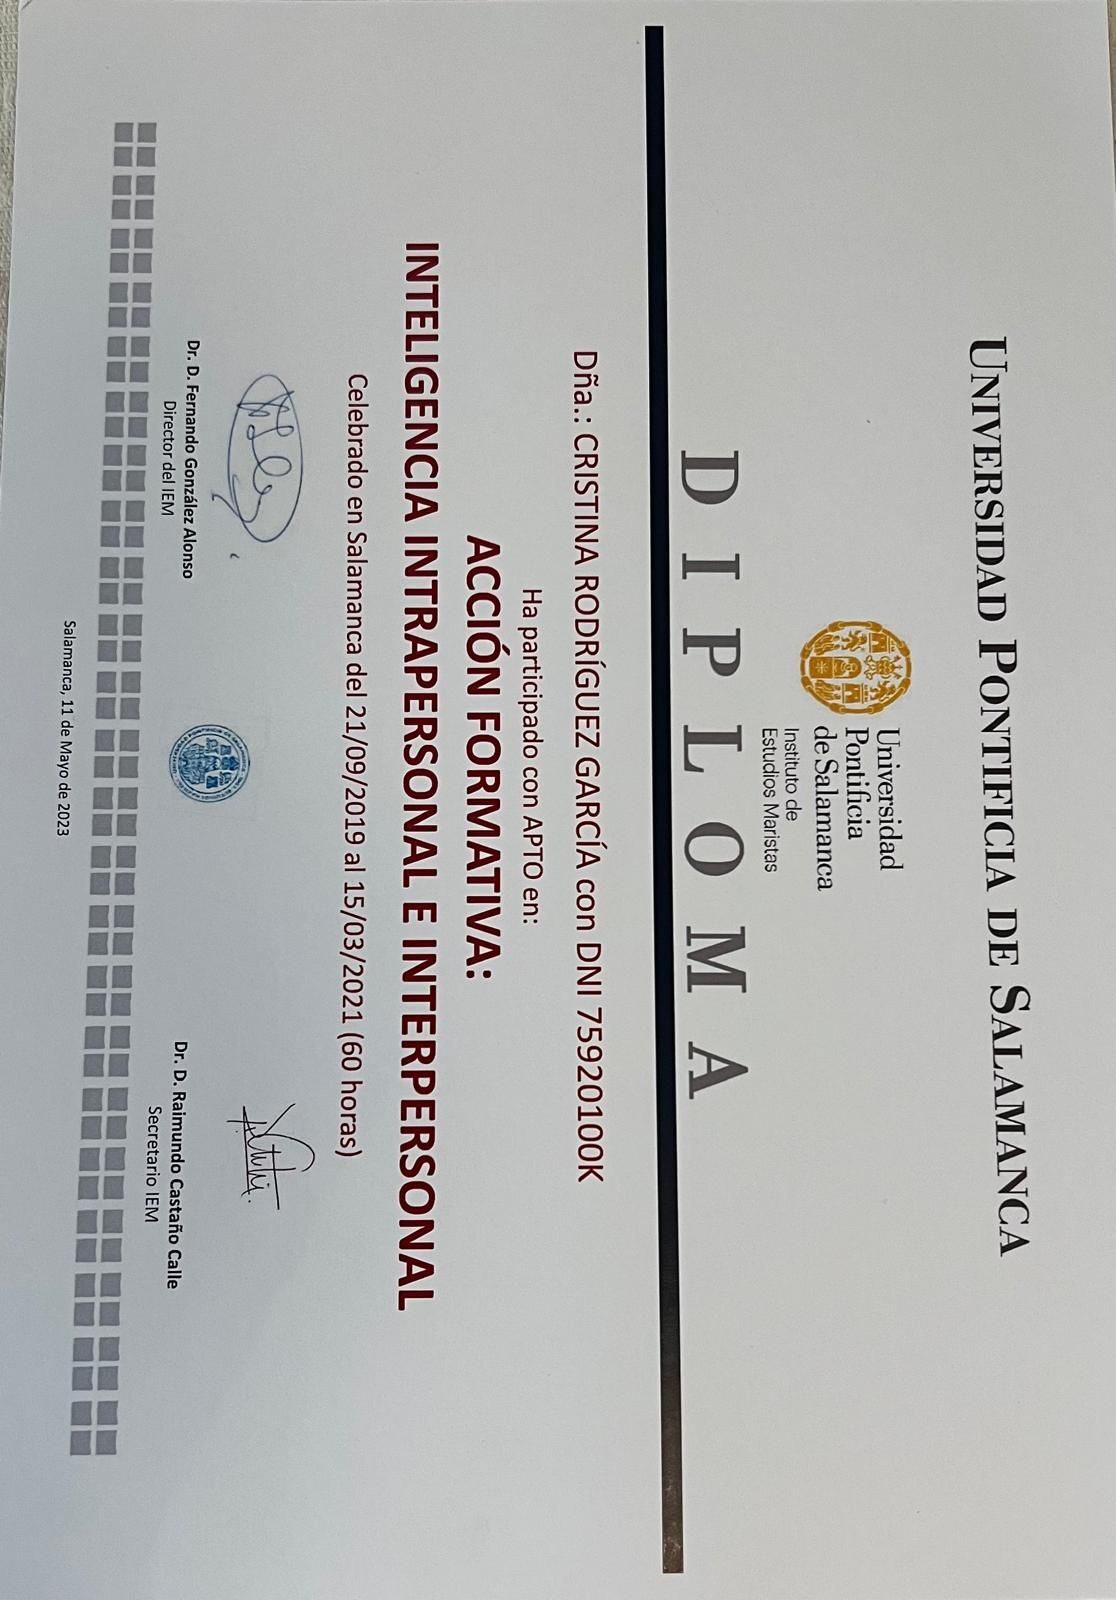 UNIVERSIDAD PONTIFICIA DE SALAMANCA
Universidad
Pontificia
de Salamanca
Instituto de
Estudios Maristas
DIPLOMA
Dña.: CRISTINA RODRÍGUEZ GARCÍA con DNI 75920100K
Ha participado con APTO en:
ACCIÓN FORMATIVA:
INTELIGENCIA INTRAPERSONAL E INTERPERSONAL
Celebrado en Salamanca del 21/09/2019 al 15/03/2021 (60 horas)
Dr. D. Fernando González Alonso
Director del IEM
Dr. D. Raimundo Castaño Calle
Secretario IEM
Salamanca, 11 de Mayo de 2023